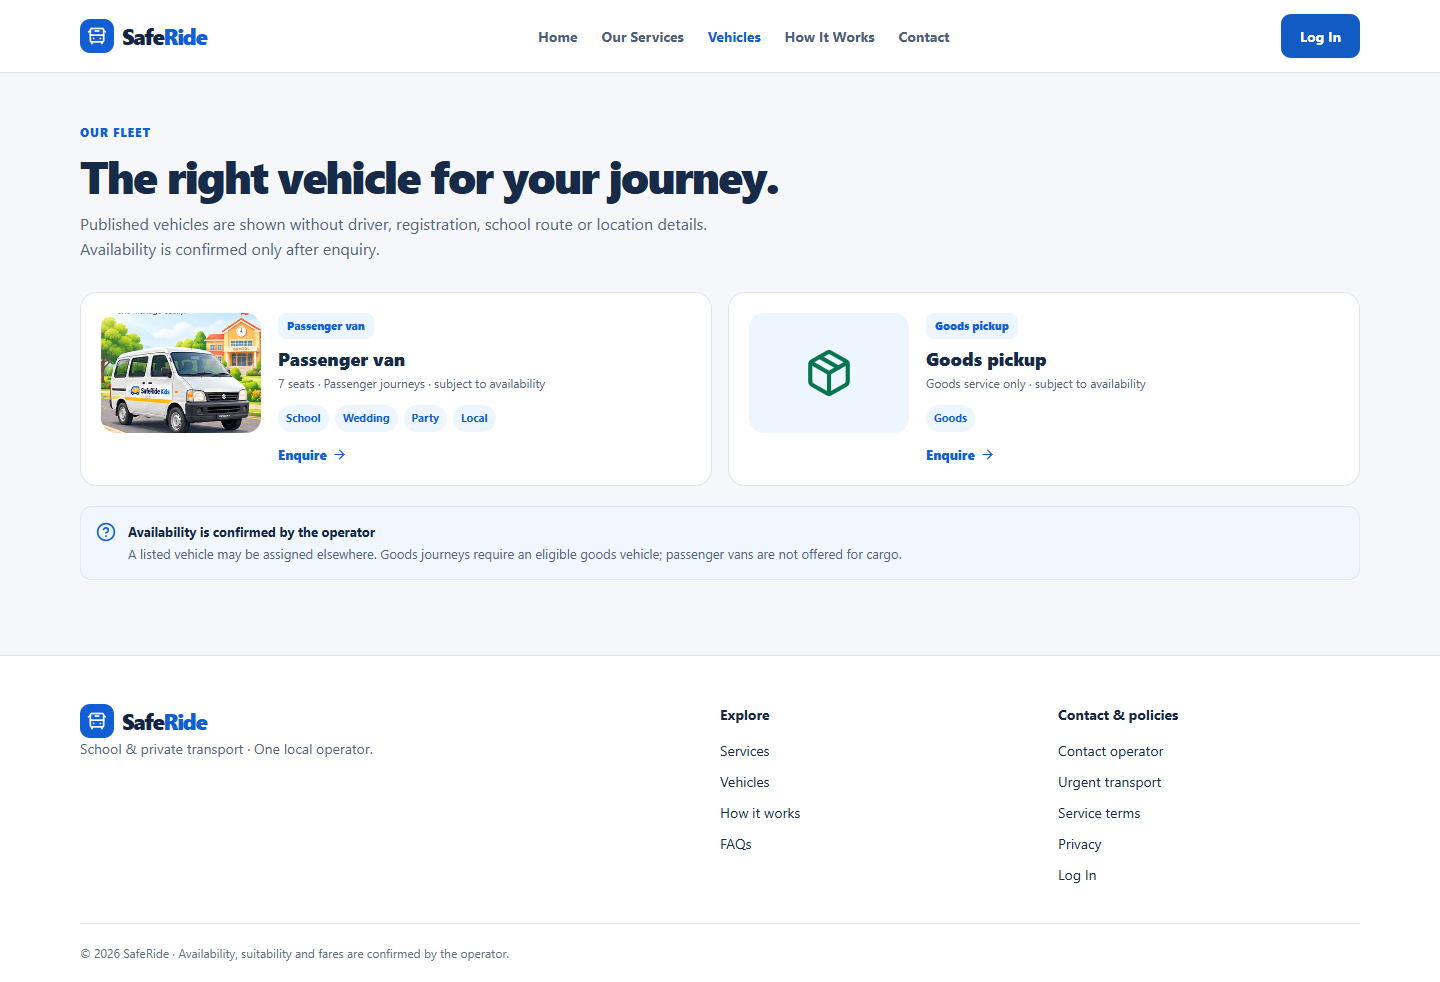 SafeRide
Home
Our Services
Vehicles
How It Works
Contact
Log In
OUR FLEET
The right vehicle for your journey.
Published vehicles are shown without driver, registration, school route or location details.
Availability is confirmed only after enquiry.
SCHOOL
SafeRide Kids
Passenger van
Passenger van
7 seats · Passenger journeys · subject to availability
School
Wedding
Party
Local
Enquire →
Goods pickup
Goods pickup
Goods service only · subject to availability
Goods
Enquire →
Availability is confirmed by the operator
A listed vehicle may be assigned elsewhere. Goods journeys require an eligible goods vehicle; passenger vans are not offered for cargo.
SafeRide
School & private transport · One local operator.
Explore
Services
Vehicles
How it works
FAQs
Contact & policies
Contact operator
Urgent transport
Service terms
Privacy
Log In
© 2026 SafeRide · Availability, suitability and fares are confirmed by the operator.